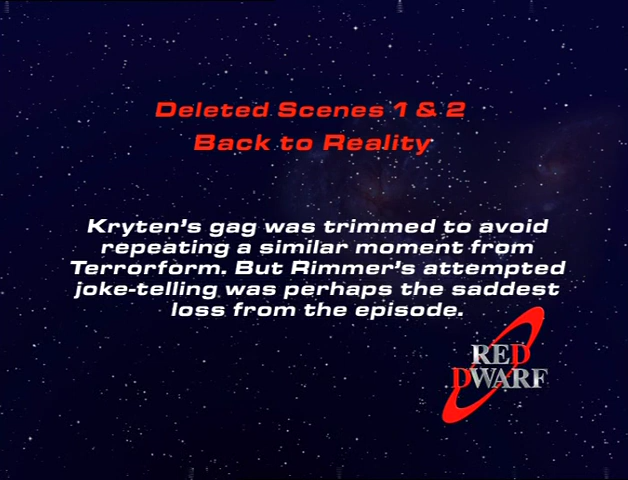 Deleted Scenes 1 & 2
Back to Reality
Kryten's gag was trimmed to avoid
repeating a similar moment from
Terrorform. But Rimmer's attempted
joke-telling was perhaps the saddest
loss from the episode.
RED
DWARF